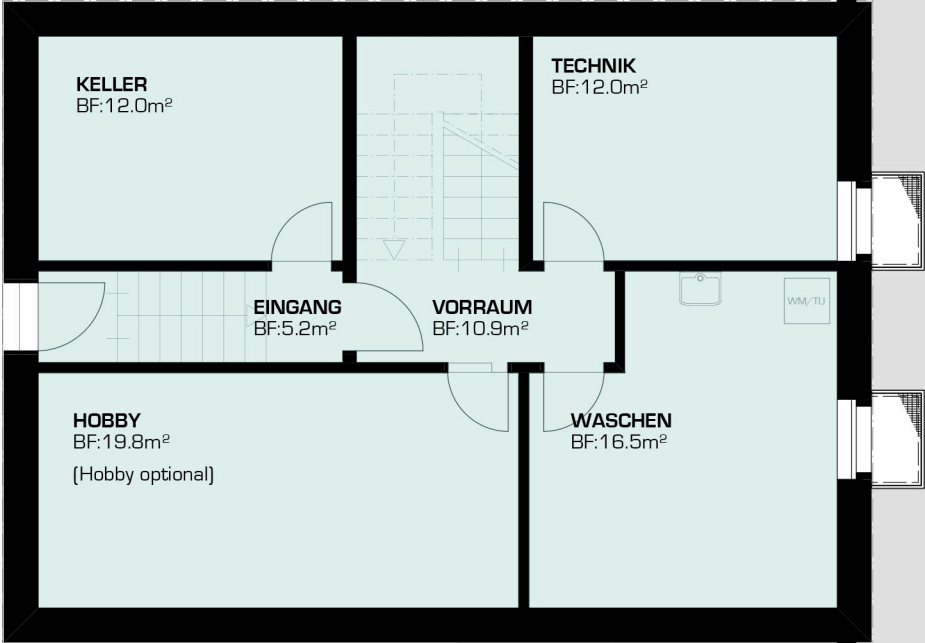 KELLER
BF:12.0m²
TECHNIK
BF:12.0m²
EINGANG
BF:5.2m²
VORRAUM
BF:10.9m²
WM/TU
HOBBY
BF:19.8m²
(Hobby optional)
WASCHEN
BF:16.5m²